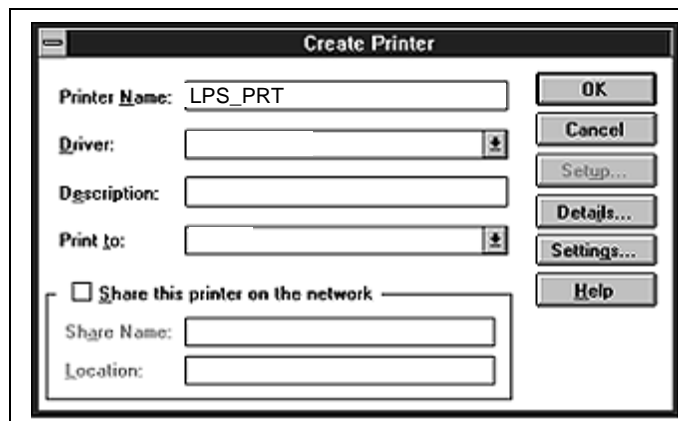 Create Printer
Printer Name: LPS_PRT
OK
Driver:
Cancel
Setup...
Description:
Details...
Print to:
Settings...
Share this printer on the network
Help
Share Name:
Location: